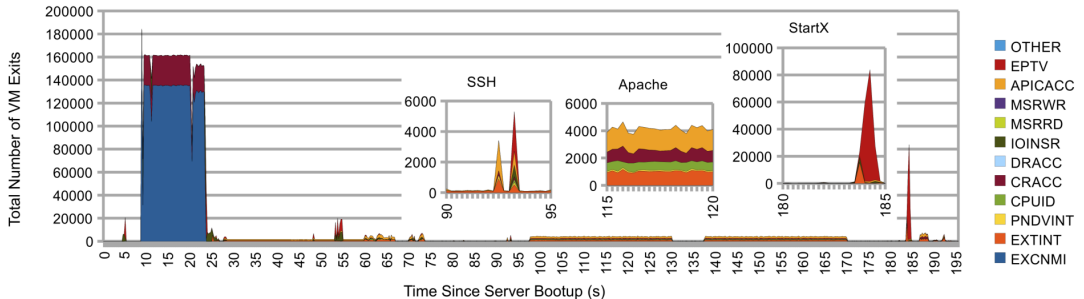 200000
180000
160000
140000
120000
100000
80000
60000
40000
20000
0
Total Number of VM Exits
0 5 10 15 20 25 30 35 40 45 50 55 60 65 70 75 80 85 90 95 100 105 110 115 120 125 130 135 140 145 150 155 160 165 170 175 180 185 190 195
Time Since Server Bootup (s)
SSH
6000
4000
2000
0
90 95
Apache
6000
4000
2000
0
115 120
StartX
100000
80000
60000
40000
20000
0
180 185
OTHER
EPTV
APICACC
MSRWR
MSRRD
IOINSR
DRACC
CRACC
CPUID
PNDVINT
EXTINT
EXCNMI